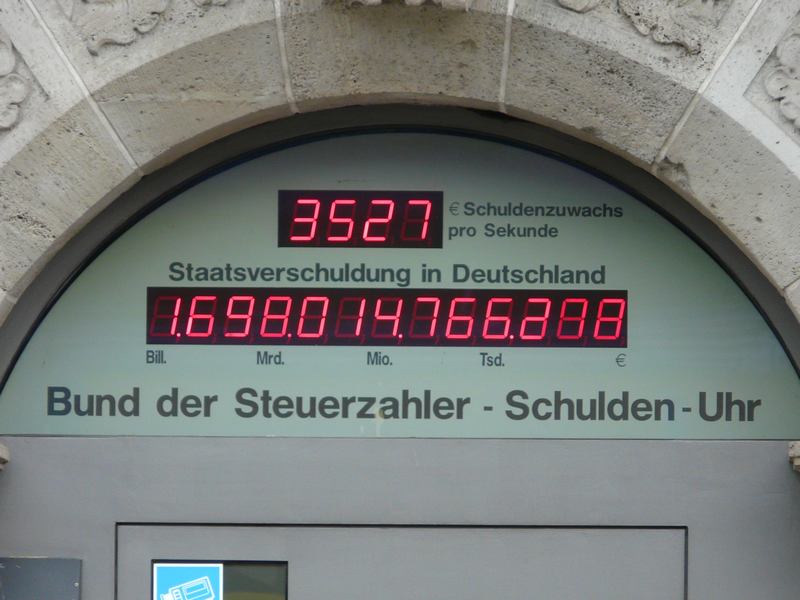 3527
€ Schuldenzuwachs
pro Sekunde
Staatsverschuldung in Deutschland
1.698.014.766.208
Bill. Mrd. Mio. Tsd. €
Bund der Steuerzahler - Schulden - Uhr